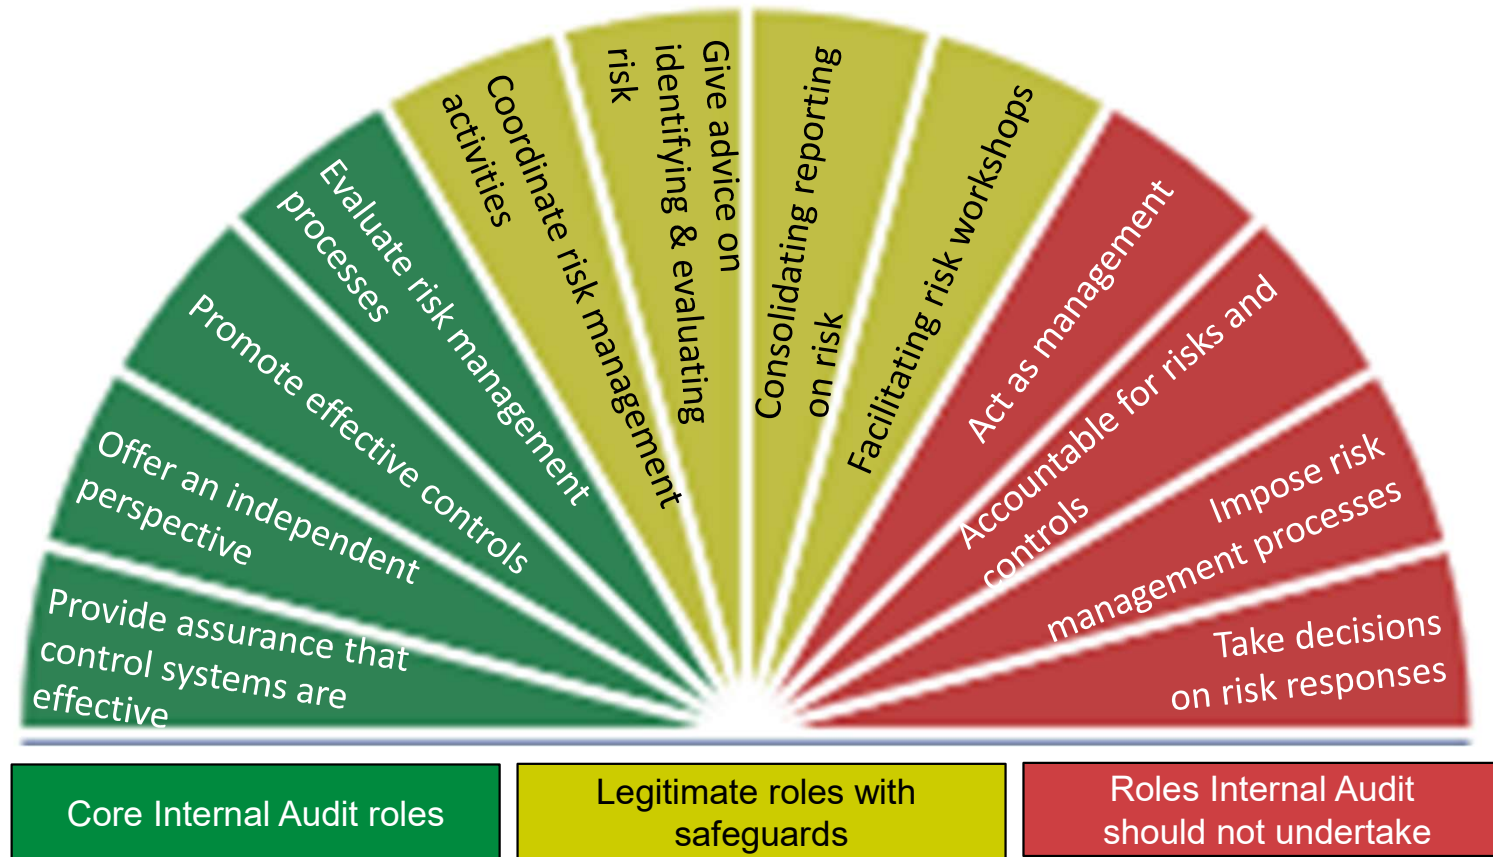 Provide assurance that
control systems are
effective
Offer an independent
perspective
Promote effective controls
Evaluate risk management
processes
Coordinate risk management
activities
Give advice on
identifying & evaluating
risk
Consolidating reporting
on risk
Facilitating risk workshops
Act as management
Accountable for risks and
controls
Impose risk
management processes
Take decisions
on risk responses
Core Internal Audit roles
Legitimate roles with
safeguards
Roles Internal Audit
should not undertake